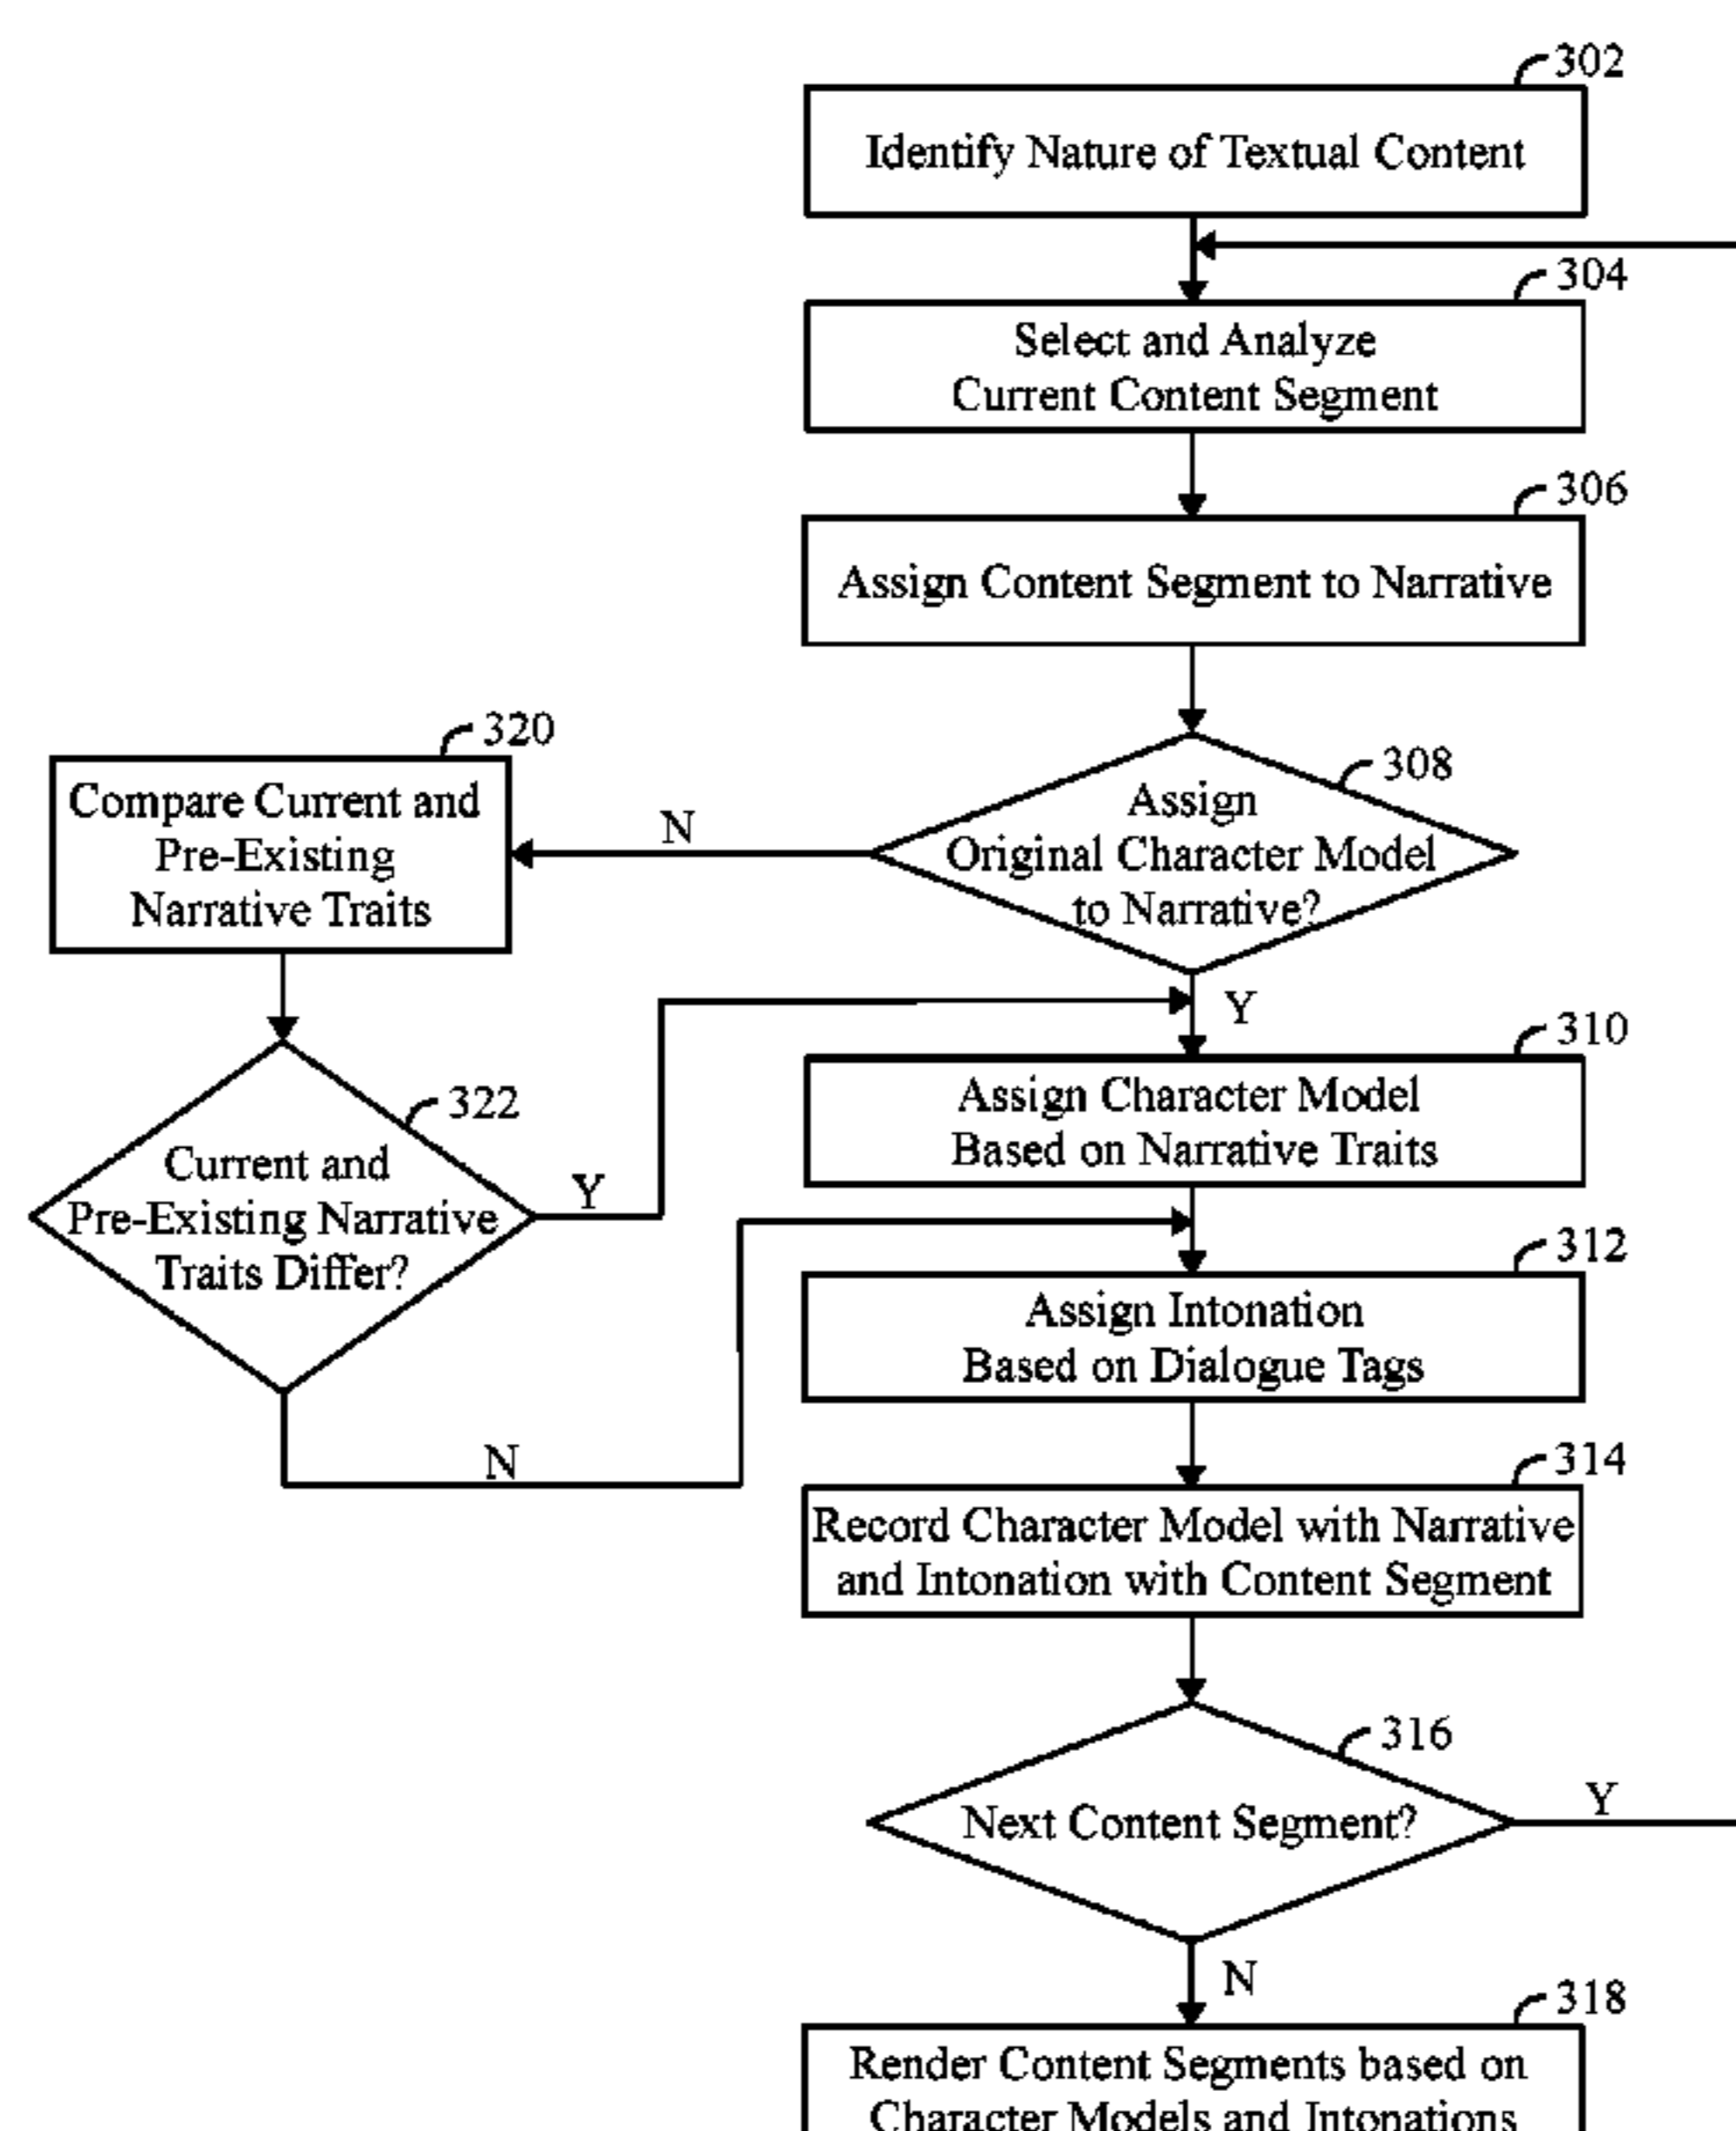 302
Identify Nature of Textual Content
304
Select and Analyze
Current Content Segment
306
Assign Content Segment to Narrative
308
Assign
Original Character Model
to Narrative?
N
Y
320
Compare Current and
Pre-Existing
Narrative Traits
322
Current and
Pre-Existing Narrative
Traits Differ?
Y
N
310
Assign Character Model
Based on Narrative Traits
312
Assign Intonation
Based on Dialogue Tags
314
Record Character Model with Narrative
and Intonation with Content Segment
316
Next Content Segment?
Y
N
318
Render Content Segments based on
Character Models and Intonations